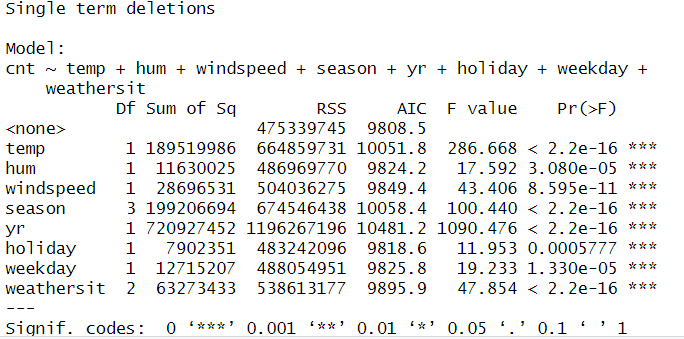 Single term deletions
Model:
cnt ~ temp + hum + windspeed + season + yr + holiday + weekday +
    weathersit
           Df Sum of Sq        RSS     AIC  F value    Pr(>F)
<none>                   475339745  9808.5
temp        1 189519986  664859731 10051.8  286.668 < 2.2e-16 ***
hum         1  11630025  486969770  9824.2   17.592 3.080e-05 ***
windspeed   1  28696531  504036275  9849.4   43.406 8.595e-11 ***
season      3 199206694  674546438 10058.4  100.440 < 2.2e-16 ***
yr          1 720927452 1196267196 10481.2 1090.476 < 2.2e-16 ***
holiday     1   7902351  483242096  9818.6   11.953 0.0005777 ***
weekday     1  12715207  488054951  9825.8   19.233 1.330e-05 ***
weathersit  2  63273433  538613177  9895.9   47.854 < 2.2e-16 ***
---
Signif. codes:  0 ‘***’ 0.001 ‘**’ 0.01 ‘*’ 0.05 ‘.’ 0.1 ‘ ’ 1